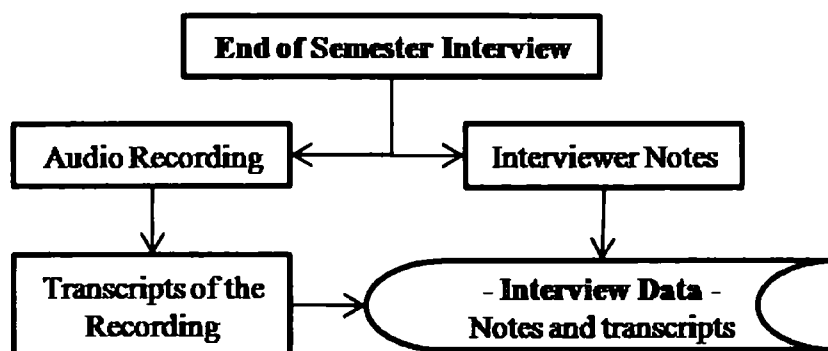 End of Semester Interview
Audio Recording
Interviewer Notes
Transcripts of the
Recording
- Interview Data -
Notes and transcripts